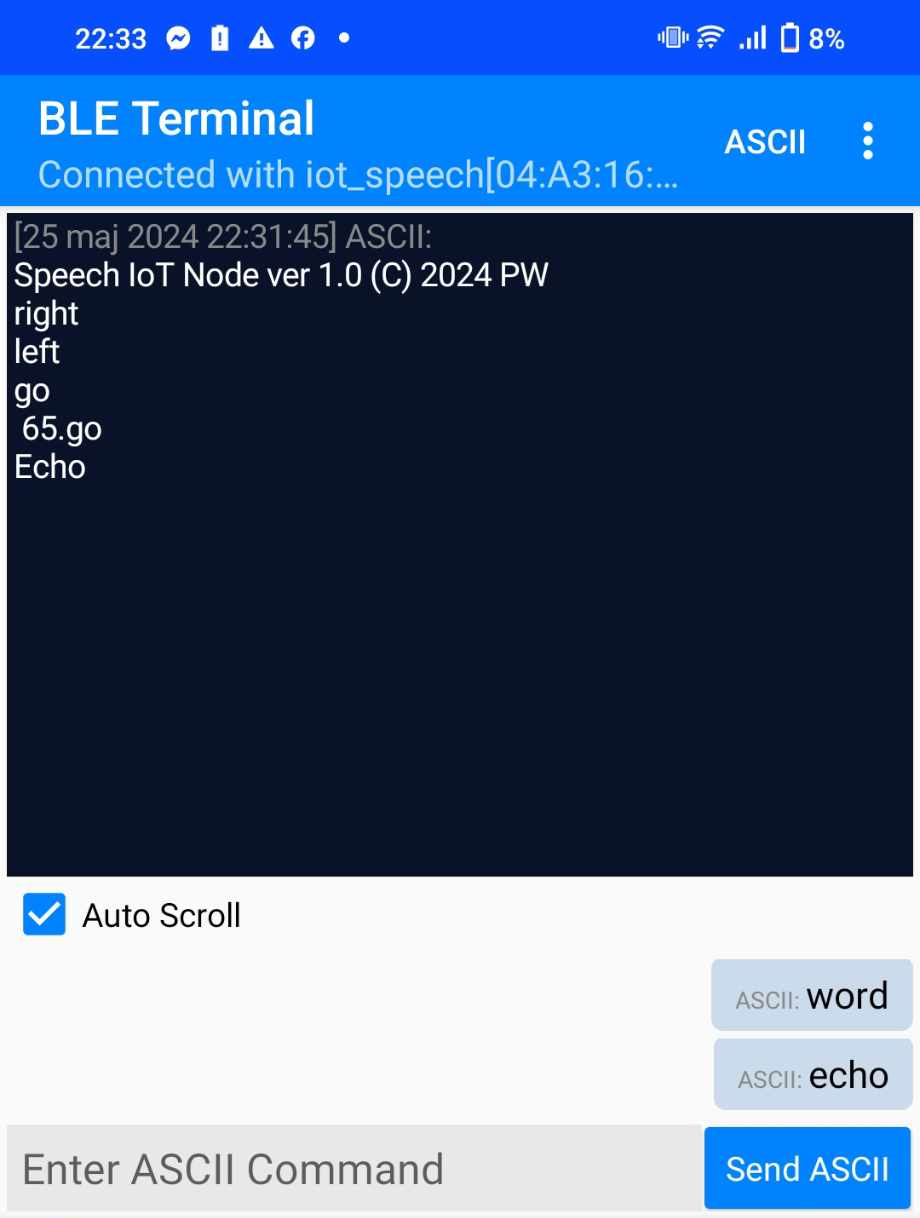 22:33 8%
BLE Terminal
ASCII
Connected with iot_speech[04:A3:16:...
[25 maj 2024 22:31:45] ASCII:
Speech IoT Node ver 1.0 (C) 2024 PW
right
left
go
65.go
Echo
Auto Scroll
ASCII: word
ASCII: echo
Enter ASCII Command
Send ASCII